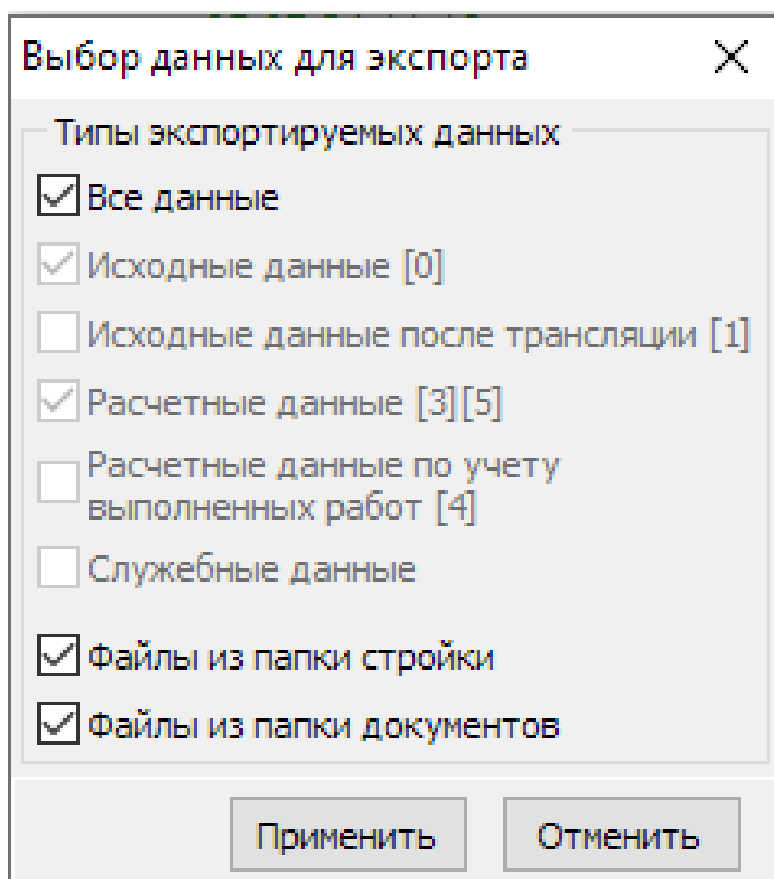 Выбор данных для экспорта
Типы экспортируемых данных
Все данные
Исходные данные [0]
Исходные данные после трансляции [1]
Расчетные данные [3][5]
Расчетные данные по учету
выполненных работ [4]
Служебные данные
Файлы из папки стройки
Файлы из папки документов
Применить
Отменить